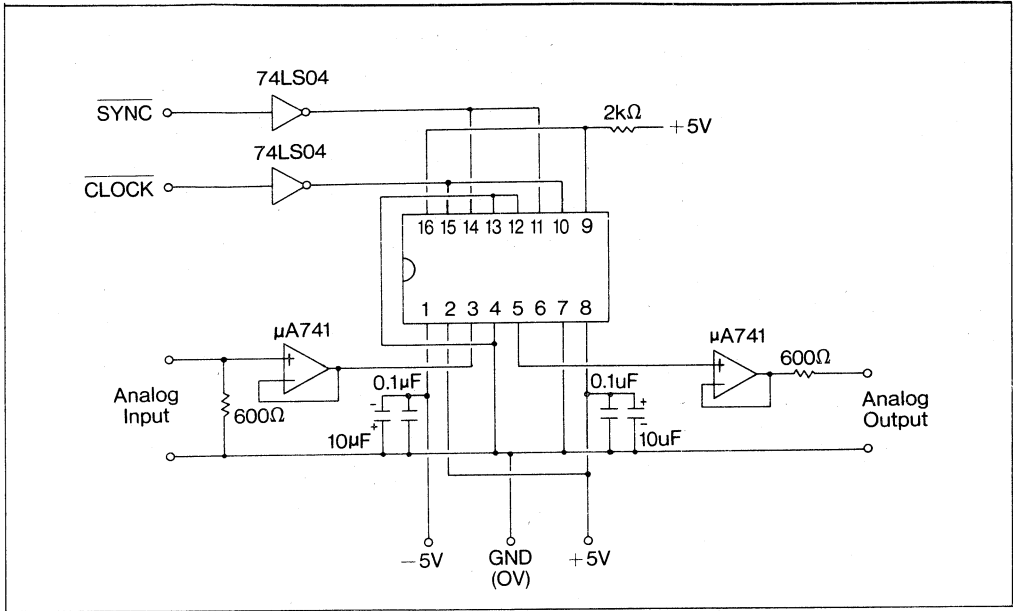 74LS04
SYNC
2kΩ
+5V
74LS04
CLOCK
16 15 14 13 12 11 10 9
1 2 3 4 5 6 7 8
μA741
μA741
+
−
+
−
600Ω
0.1μF
0.1uF
Analog
Input
Analog
Output
600Ω
-
+
+
-
10μF
10uF
−5V
GND
(OV)
+5V